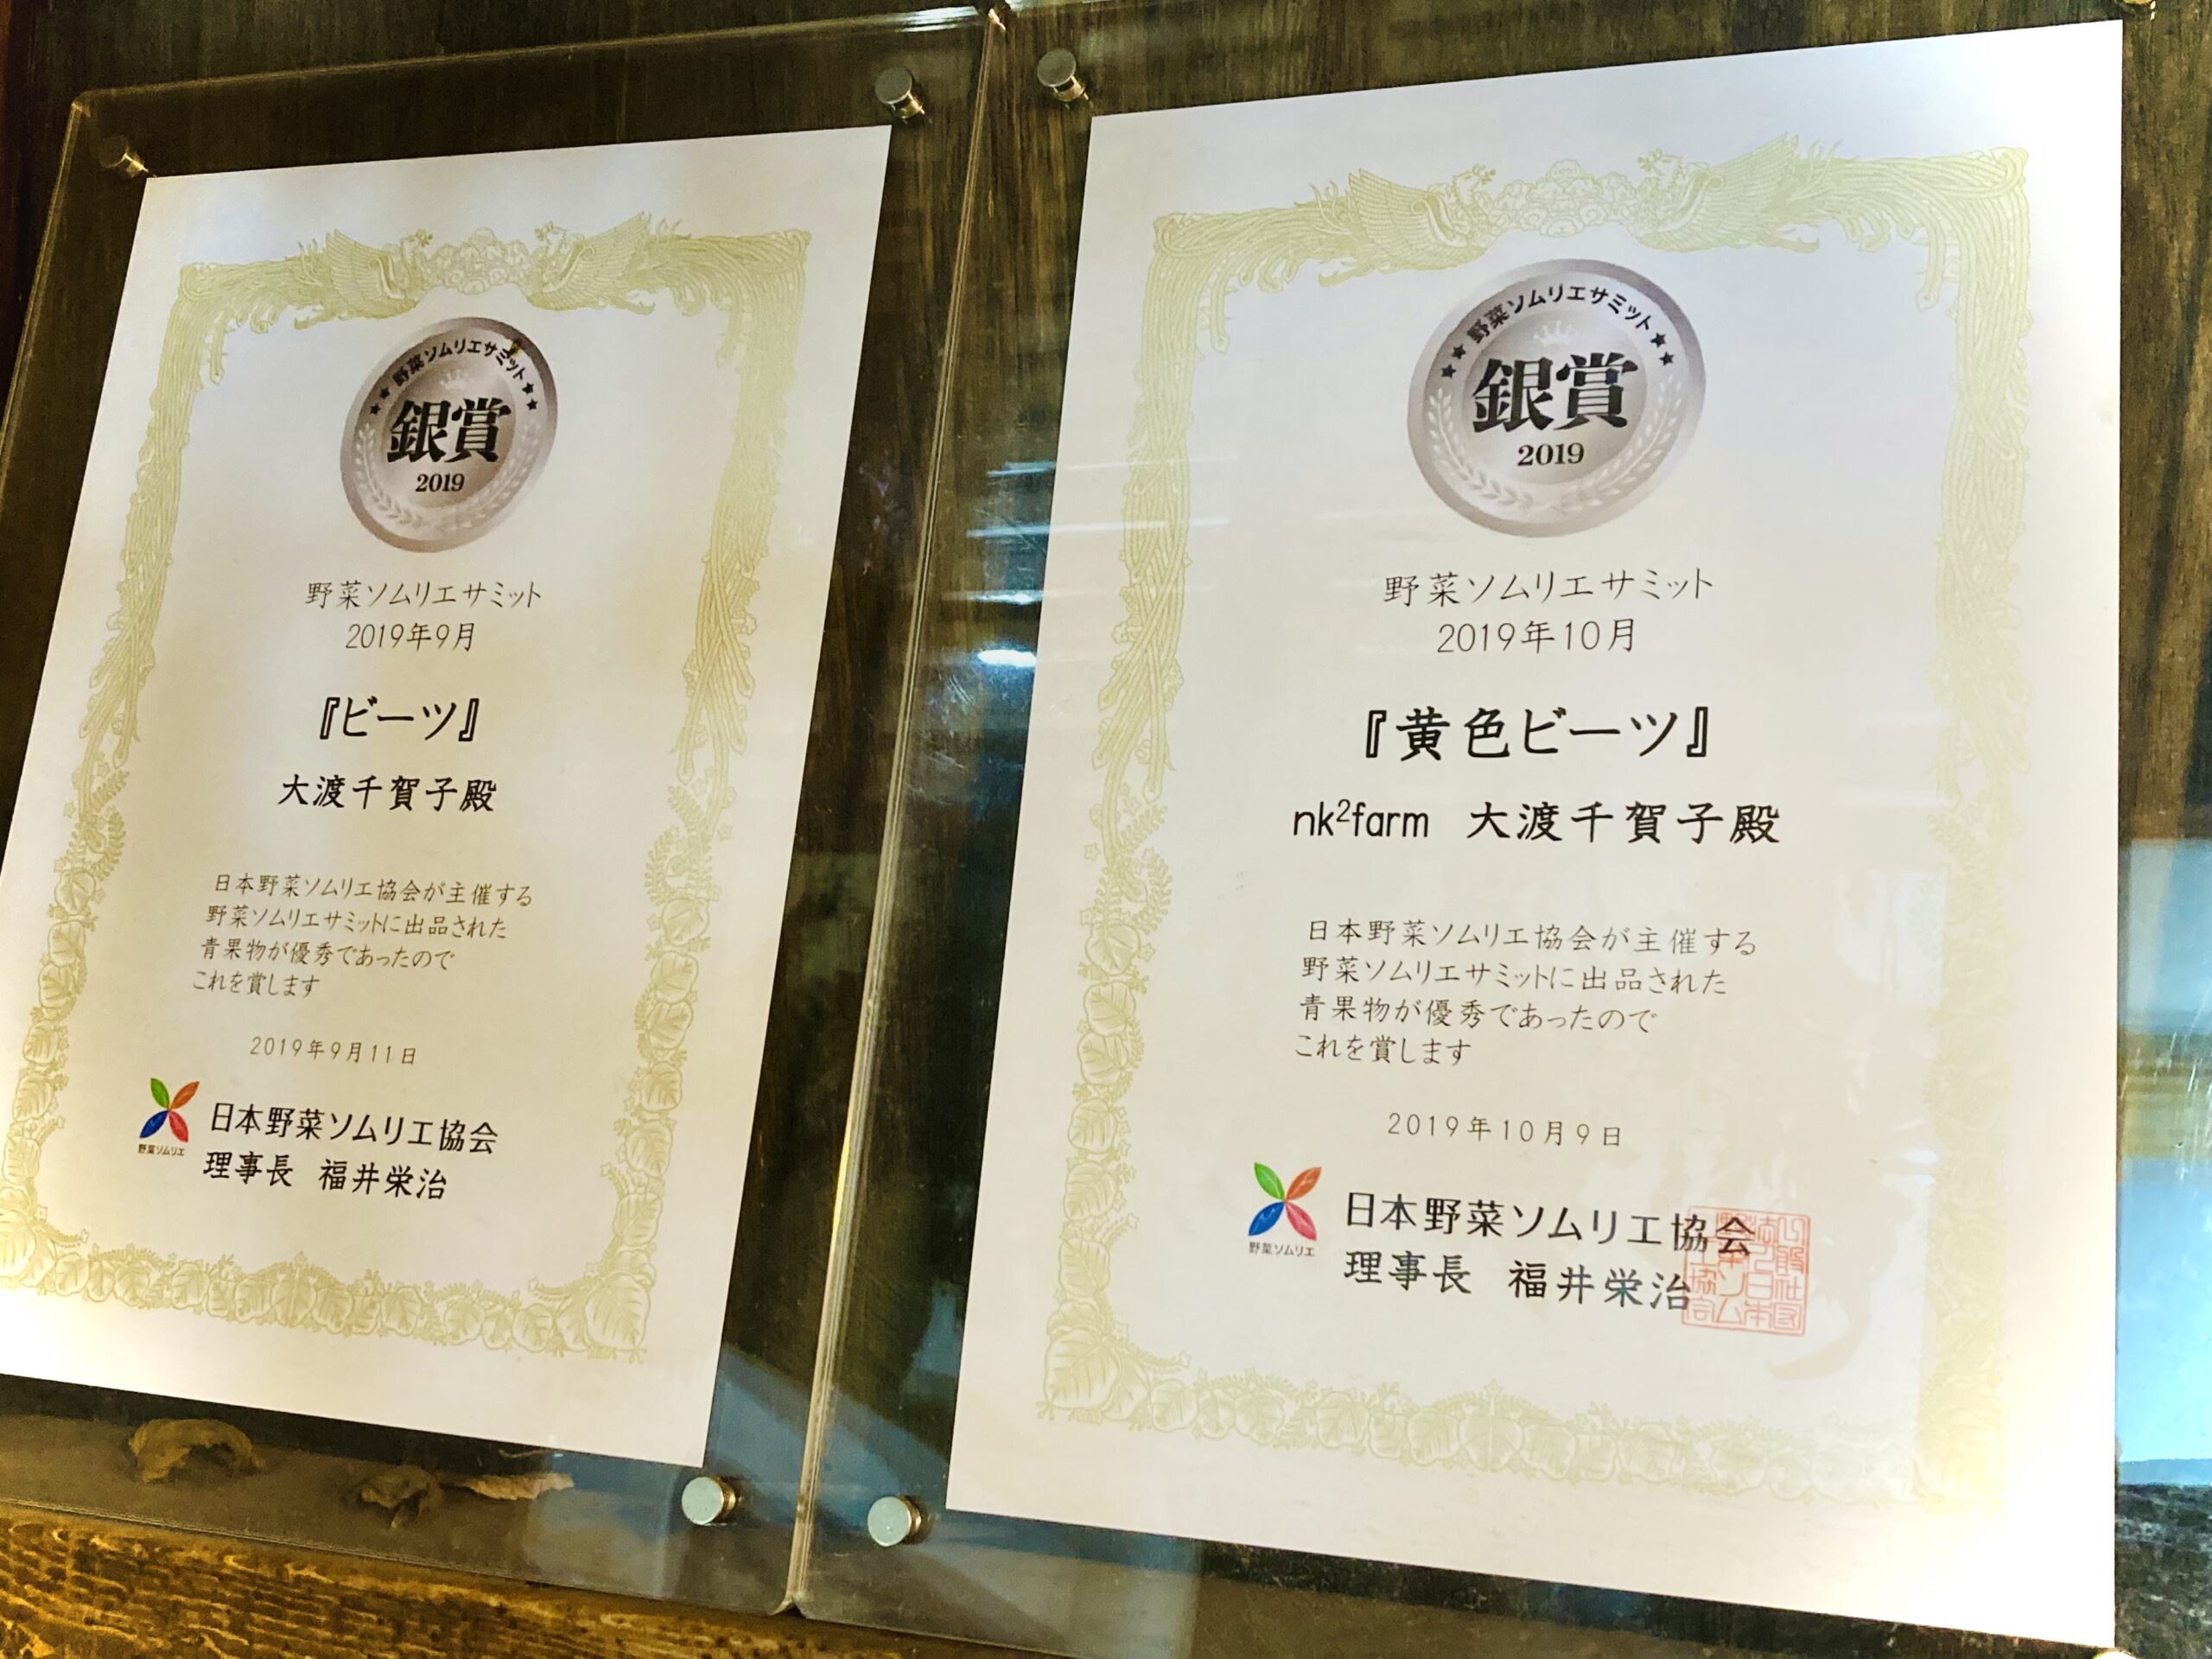 ★★ 野菜ソムリエサミット ★★
銀賞
2019
野菜ソムリエサミット
2019年9月
『ビーツ』
大渡千賀子殿
日本野菜ソムリエ協会が主催する
野菜ソムリエサミットに出品された
青果物が優秀であったので
これを賞します
2019年9月11日
野菜ソムリエ
日本野菜ソムリエ協会
理事長 福井栄治
★★ 野菜ソムリエサミット ★★
銀賞
2019
野菜ソムリエサミット
2019年10月
『黄色ビーツ』
nk²farm 大渡千賀子殿
日本野菜ソムリエ協会が主催する
野菜ソムリエサミットに出品された
青果物が優秀であったので
これを賞します
2019年10月9日
野菜ソムリエ
日本野菜ソムリエ協会
理事長 福井栄治